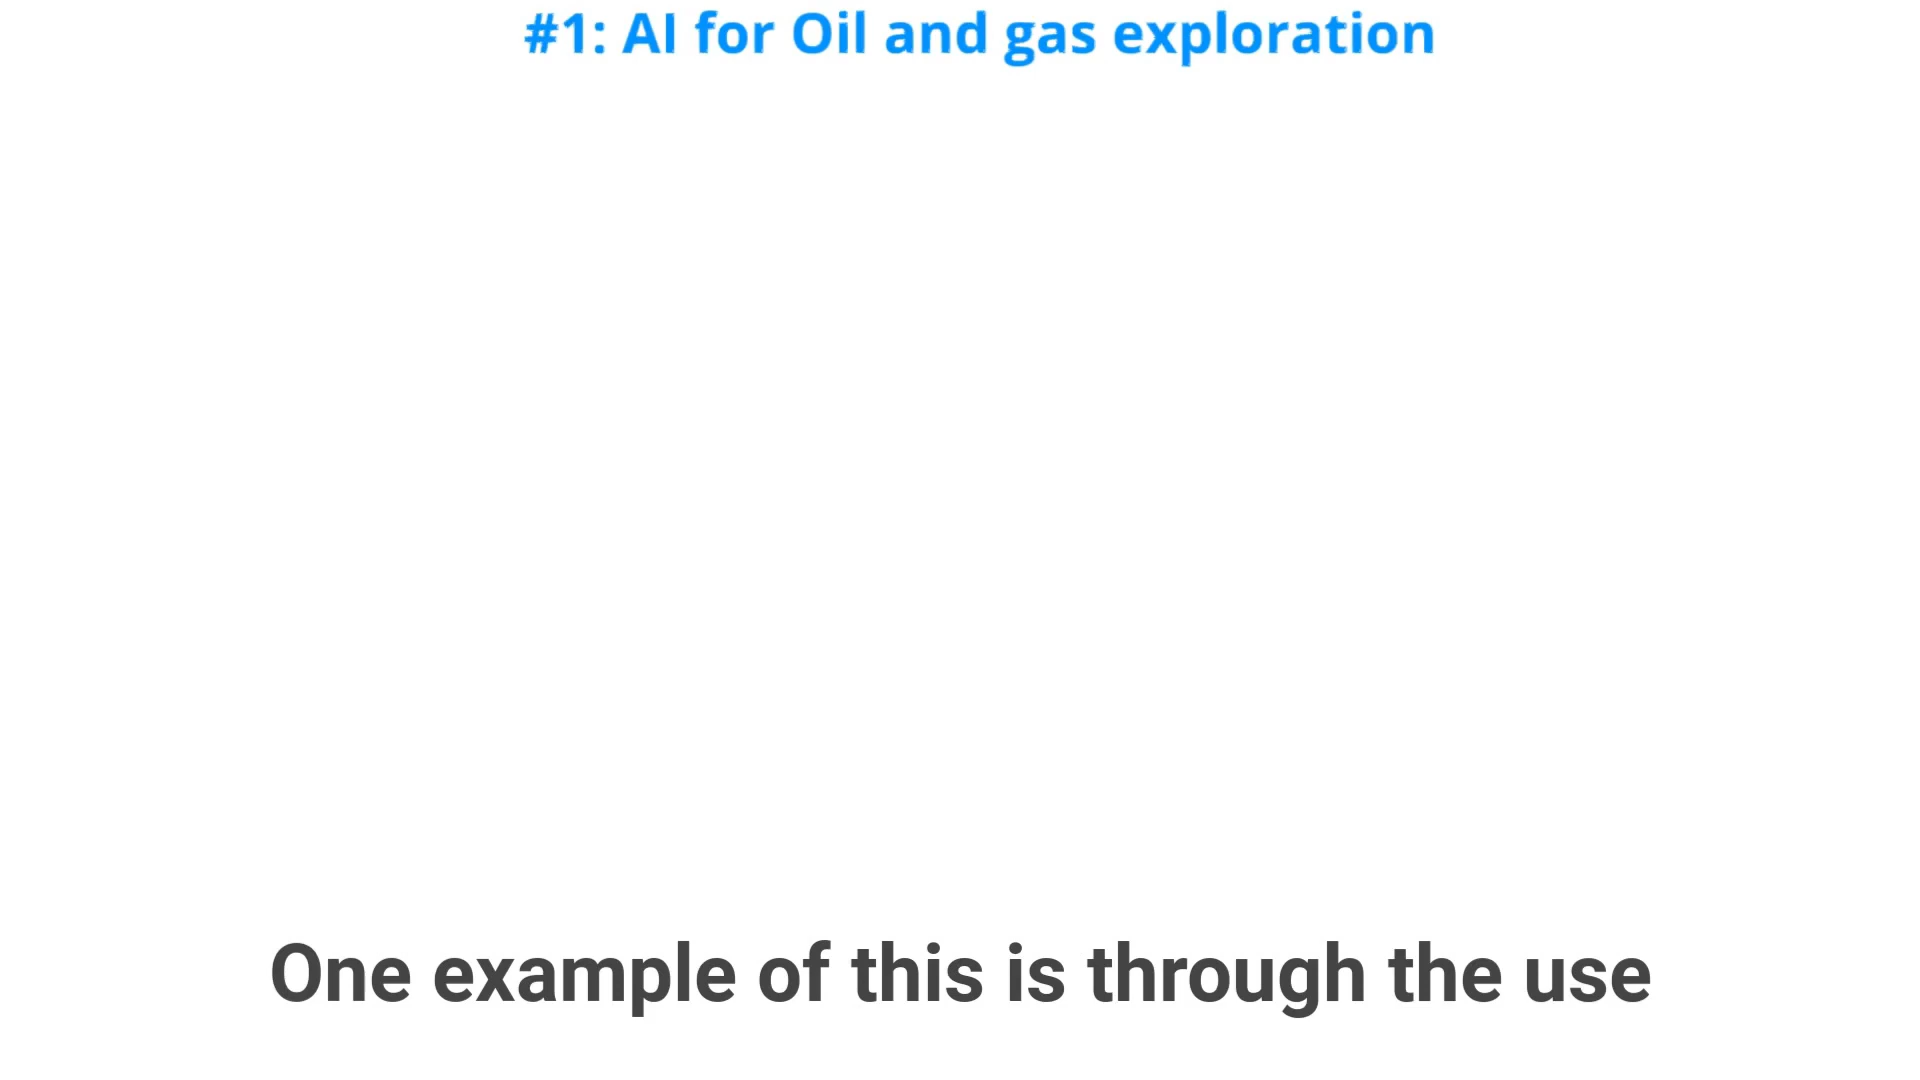 #1: AI for Oil and gas exploration
One example of this is through the use